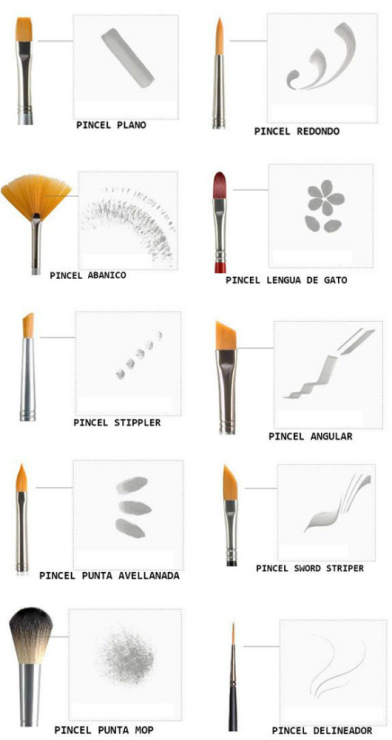 PINCEL PLANO
PINCEL REDONDO
PINCEL ABANICO
PINCEL LENGUA DE GATO
PINCEL STIPPLER
PINCEL ANGULAR
PINCEL PUNTA AVELLANADA
PINCEL SWORD STRIPER
PINCEL PUNTA MOP
PINCEL DELINEADOR